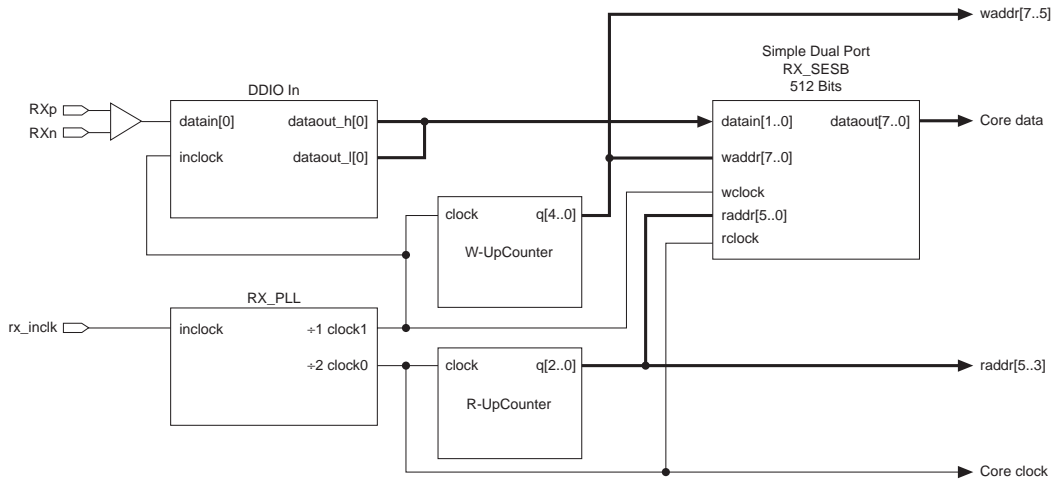 waddr[7..5]
Simple Dual Port
RX_SESB
512 Bits
DDIO In
RXp
RXn
datain[0]
dataout_h[0]
inclock
dataout_l[0]
datain[1..0]
dataout[7..0]
Core data
waddr[7..0]
wclock
raddr[5..0]
rclock
clock
q[4..0]
W-UpCounter
RX_PLL
rx_inclk
inclock
÷1 clock1
÷2 clock0
clock
q[2..0]
raddr[5..3]
R-UpCounter
Core clock